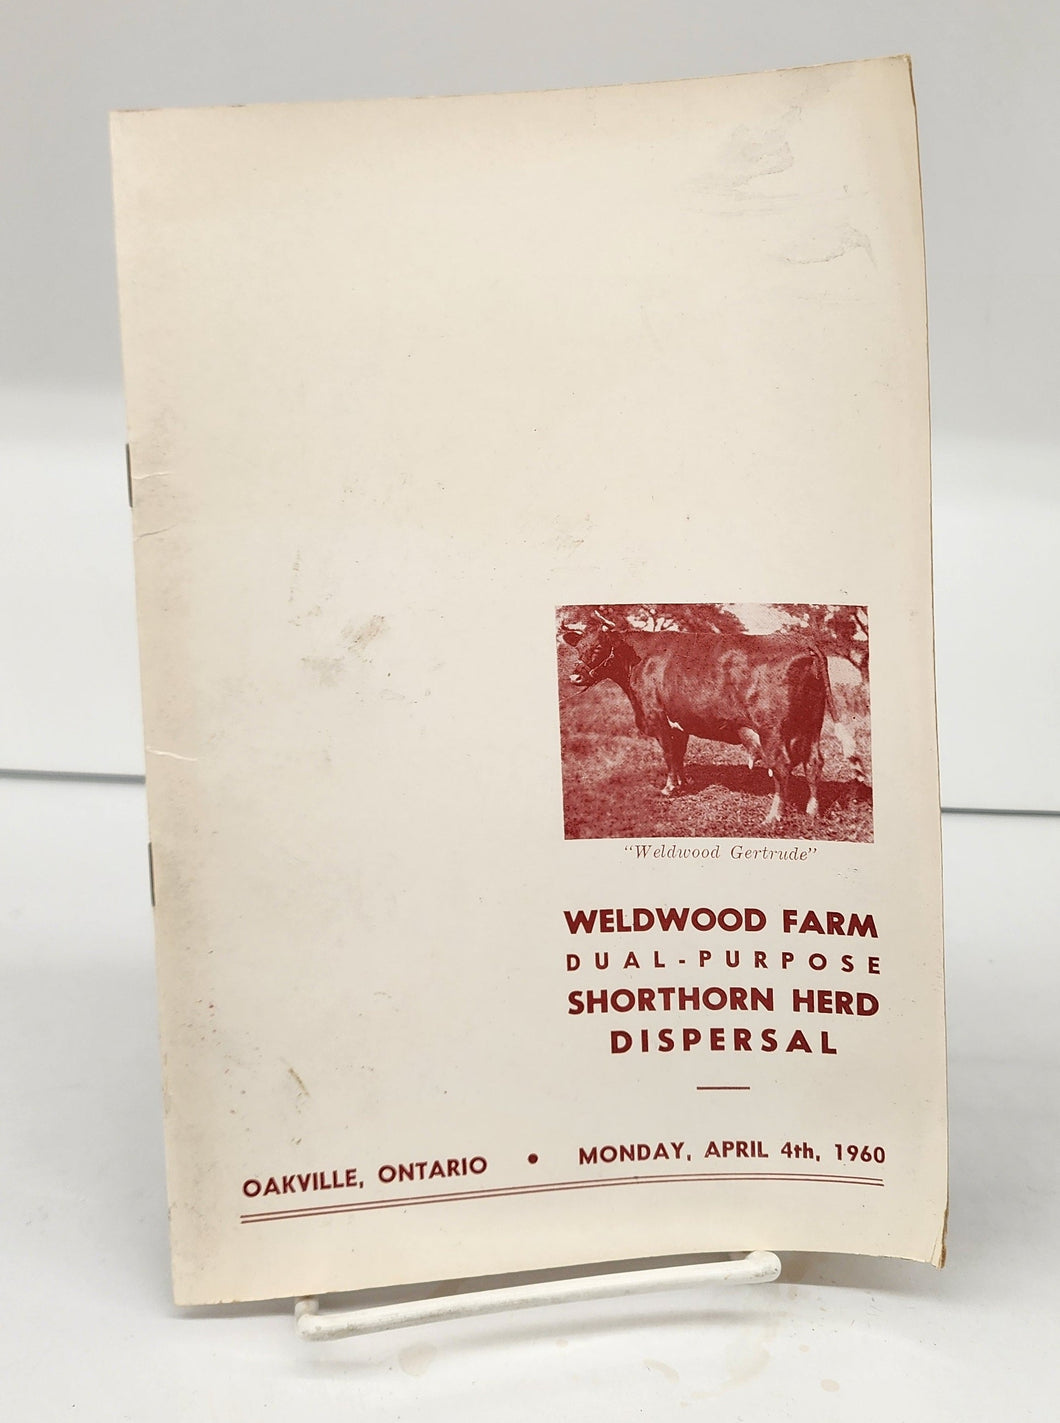 "Weldwood Gertrude"
WELDWOOD FARM
DUAL-PURPOSE
SHORTHORN HERD
DISPERSAL
OAKVILLE, ONTARIO • MONDAY, APRIL 4th, 1960